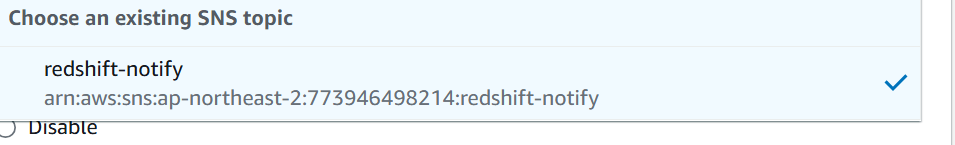 Choose an existing SNS topic
redshift-notify
arn:aws:sns:ap-northeast-2:773946498214:redshift-notify
Disable